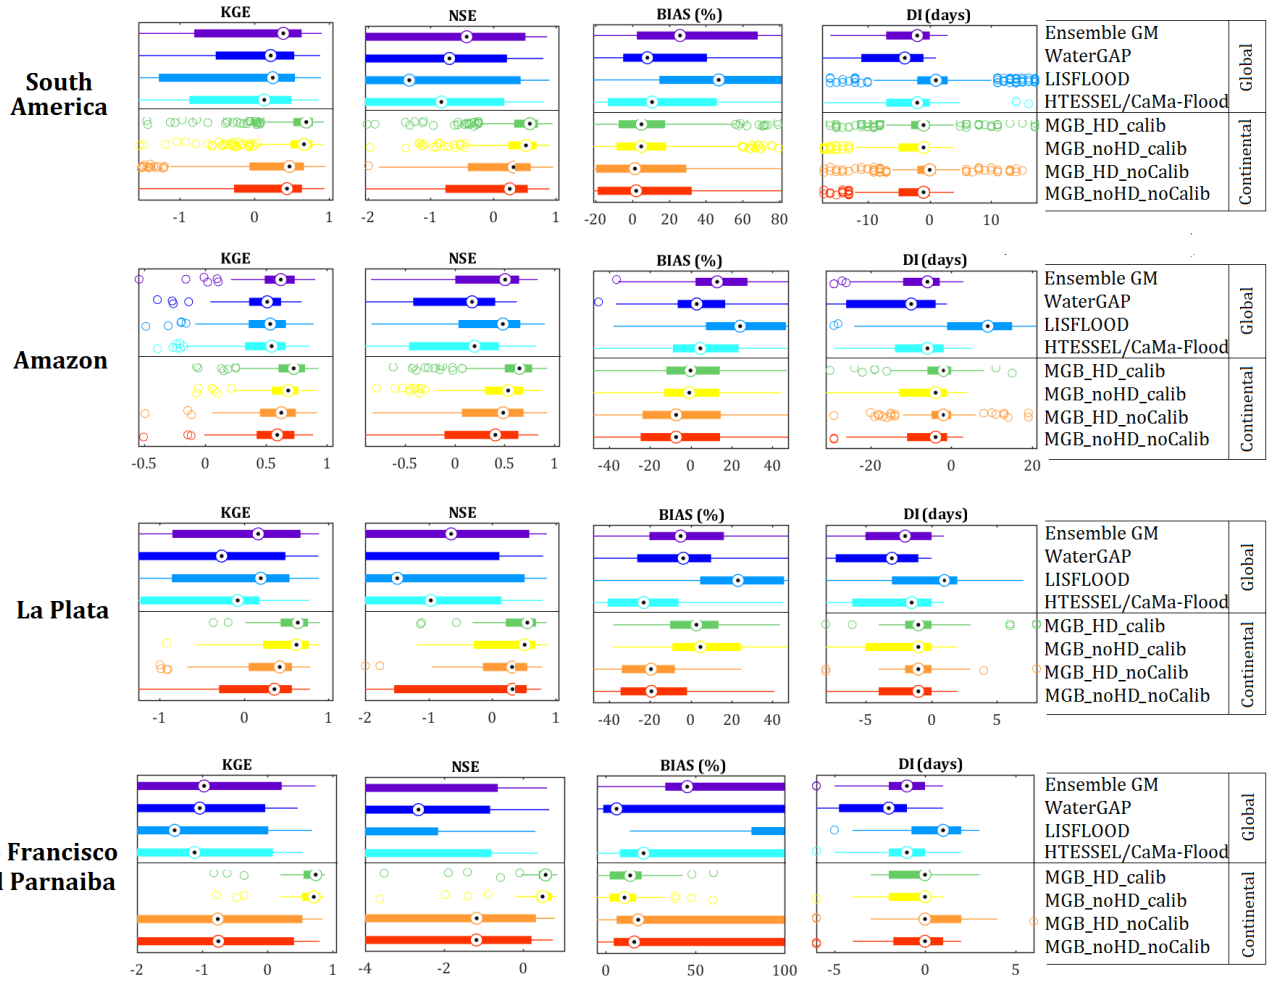 KGE NSE BIAS (%) DI (days)
South America
Ensemble GM
WaterGAP
LISFLOOD
HTESSEL/CaMa-Flood
Global
MGB_HD_calib
MGB_noHD_calib
MGB_HD_noCalib
MGB_noHD_noCalib
Continental
-1 0 1 -2 -1 0 1 -20 0 20 40 60 80 -10 0 10
KGE NSE BIAS (%) DI (days)
Amazon
Ensemble GM
WaterGAP
LISFLOOD
HTESSEL/CaMa-Flood
Global
MGB_HD_calib
MGB_noHD_calib
MGB_HD_noCalib
MGB_noHD_noCalib
Continental
-0.5 0 0.5 1 -0.5 0 0.5 1 -40 -20 0 20 40 -20 0 20
KGE NSE BIAS (%) DI (days)
La Plata
Ensemble GM
WaterGAP
LISFLOOD
HTESSEL/CaMa-Flood
Global
MGB_HD_calib
MGB_noHD_calib
MGB_HD_noCalib
MGB_noHD_noCalib
Continental
-1 0 1 -2 -1 0 1 -40 -20 0 20 40 -5 0 5
KGE NSE BIAS (%) DI (days)
Francisco
Parnaiba
Ensemble GM
WaterGAP
LISFLOOD
HTESSEL/CaMa-Flood
Global
MGB_HD_calib
MGB_noHD_calib
MGB_HD_noCalib
MGB_noHD_noCalib
Continental
-2 -1 0 1 -4 -2 0 0 50 100 -5 0 5